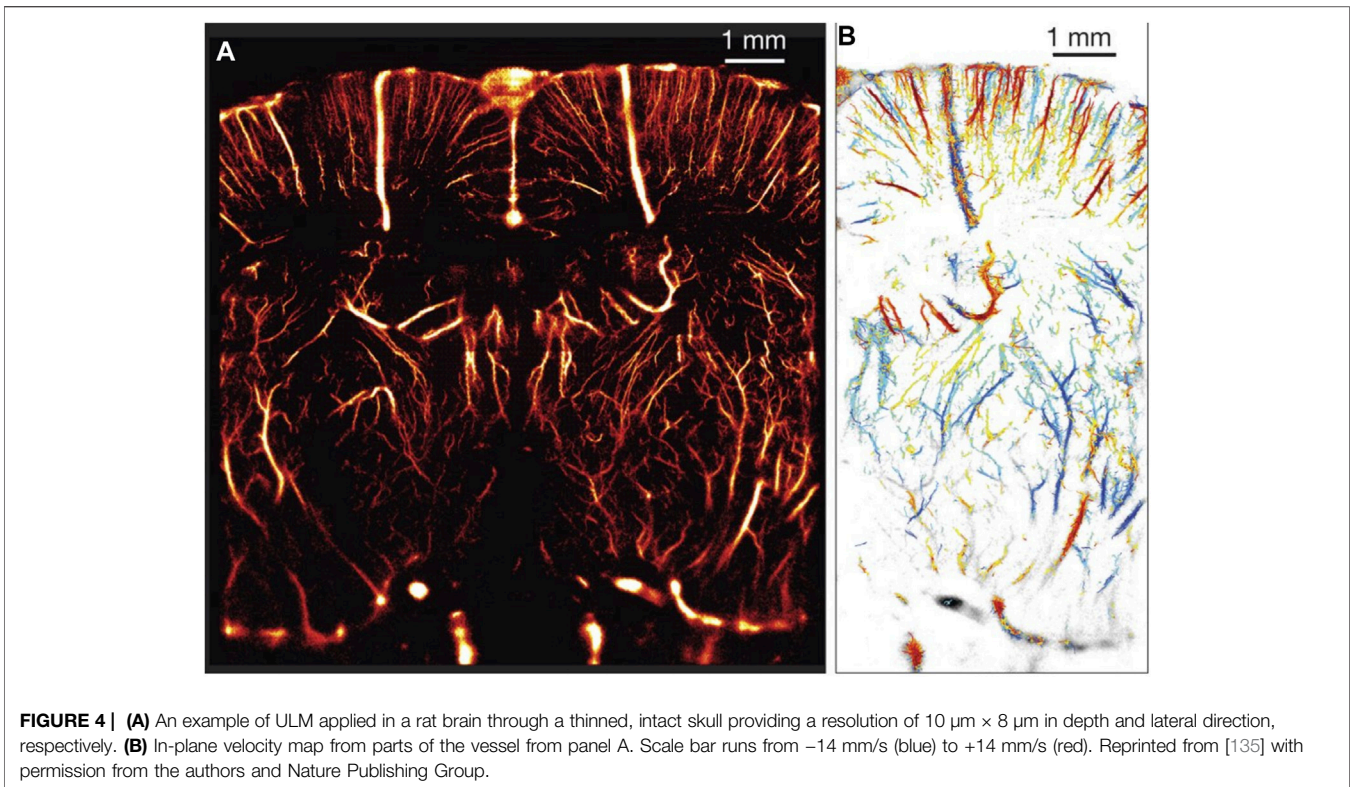 A
1 mm
B
1 mm
FIGURE 4 | (A) An example of ULM applied in a rat brain through a thinned, intact skull providing a resolution of 10 μm × 8 μm in depth and lateral direction,
respectively. (B) In-plane velocity map from parts of the vessel from panel A. Scale bar runs from −14 mm/s (blue) to +14 mm/s (red). Reprinted from [135] with
permission from the authors and Nature Publishing Group.